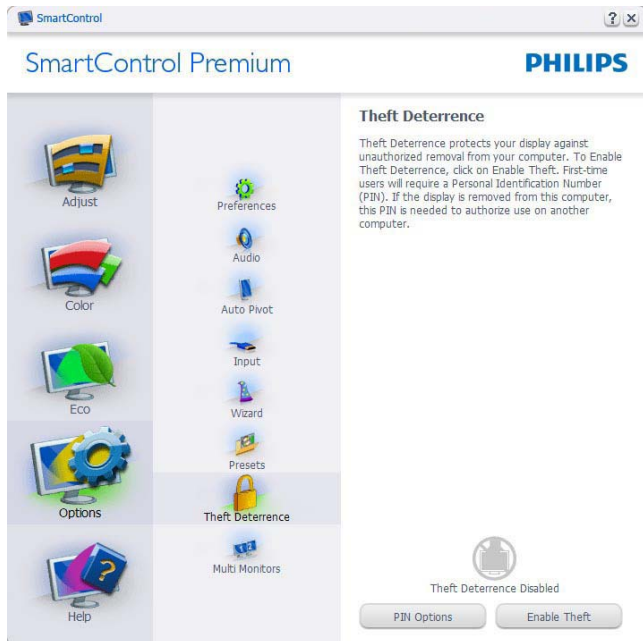 SmartControl
? x
SmartControl Premium
PHILIPS
Adjust
Color
Eco
Options
Help
?
Preferences
Audio
Auto Pivot
Input
Wizard
Presets
Theft Deterrence
Multi Monitors
Theft Deterrence
Theft Deterrence protects your display against
unauthorized removal from your computer. To Enable
Theft Deterrence, click on Enable Theft. First-time
users will require a Personal Identification Number
(PIN). If the display is removed from this computer,
this PIN is needed to authorize use on another
computer.
Theft Deterrence Disabled
PIN Options
Enable Theft